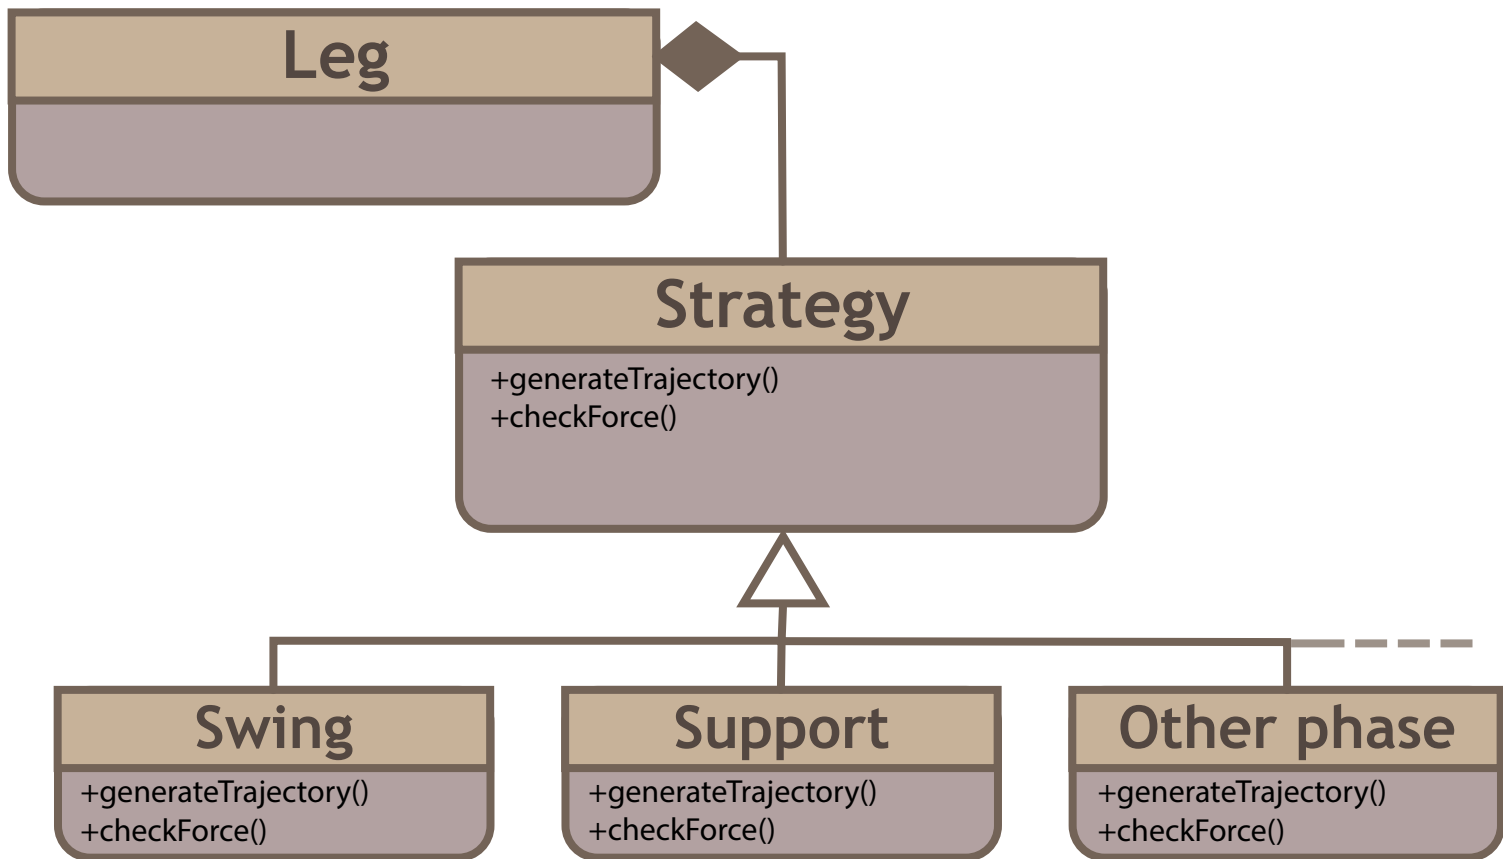 Leg
Strategy
+generateTrajectory()
+checkForce()
Swing
+generateTrajectory()
+checkForce()
Support
+generateTrajectory()
+checkForce()
Other phase
+generateTrajectory()
+checkForce()